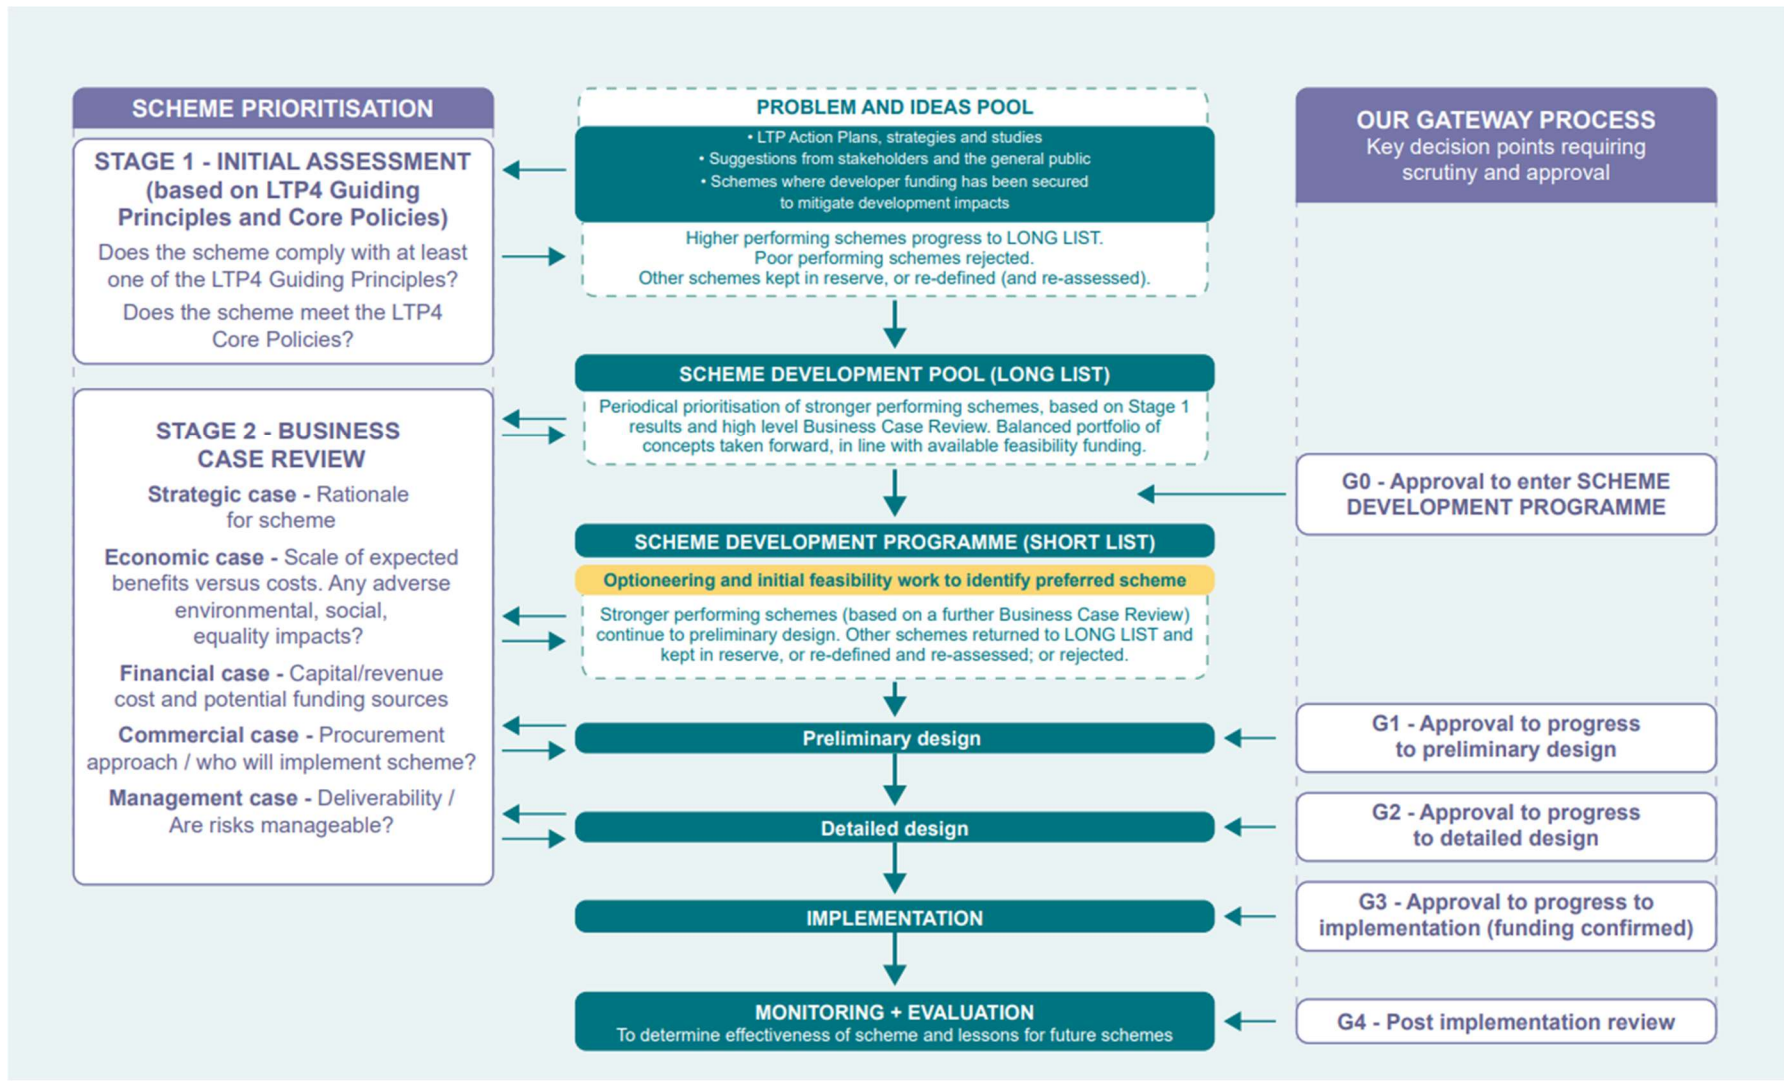 SCHEME PRIORITISATION
STAGE 1 - INITIAL ASSESSMENT
(based on LTP4 Guiding
Principles and Core Policies)
Does the scheme comply with at least
one of the LTP4 Guiding Principles?
Does the scheme meet the LTP4
Core Policies?
STAGE 2 - BUSINESS
CASE REVIEW
Strategic case - Rationale
for scheme
Economic case - Scale of expected
benefits versus costs. Any adverse
environmental, social,
equality impacts?
Financial case - Capital/revenue
cost and potential funding sources
Commercial case - Procurement
approach / who will implement scheme?
Management case - Deliverability /
Are risks manageable?
PROBLEM AND IDEAS POOL
• LTP Action Plans, strategies and studies
• Suggestions from stakeholders and the general public
• Schemes where developer funding has been secured
to mitigate development impacts
Higher performing schemes progress to LONG LIST.
Poor performing schemes rejected.
Other schemes kept in reserve, or re-defined (and re-assessed).
SCHEME DEVELOPMENT POOL (LONG LIST)
Periodical prioritisation of stronger performing schemes, based on Stage 1
results and high level Business Case Review. Balanced portfolio of
concepts taken forward, in line with available feasibility funding.
SCHEME DEVELOPMENT PROGRAMME (SHORT LIST)
Optioneering and initial feasibility work to identify preferred scheme
Stronger performing schemes (based on a further Business Case Review)
continue to preliminary design. Other schemes returned to LONG LIST and
kept in reserve, or re-defined and re-assessed; or rejected.
Preliminary design
Detailed design
IMPLEMENTATION
MONITORING + EVALUATION
To determine effectiveness of scheme and lessons for future schemes
OUR GATEWAY PROCESS
Key decision points requiring
scrutiny and approval
G0 - Approval to enter SCHEME
DEVELOPMENT PROGRAMME
G1 - Approval to progress
to preliminary design
G2 - Approval to progress
to detailed design
G3 - Approval to progress to
implementation (funding confirmed)
G4 - Post implementation review